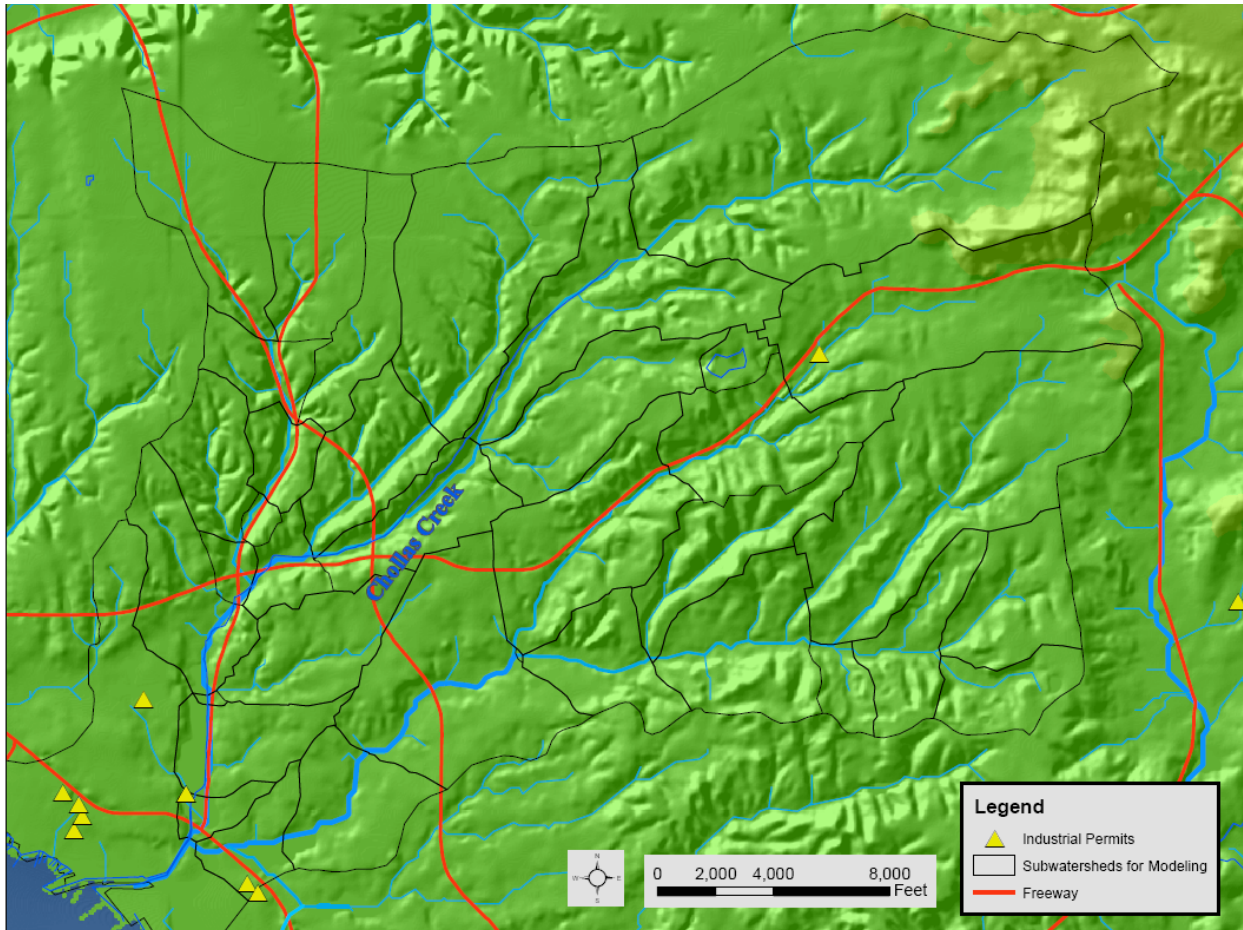 Chollas Creek
N
W E
S
0 2,000 4,000 8,000
Feet
Legend
Industrial Permits
Subwatersheds for Modeling
Freeway